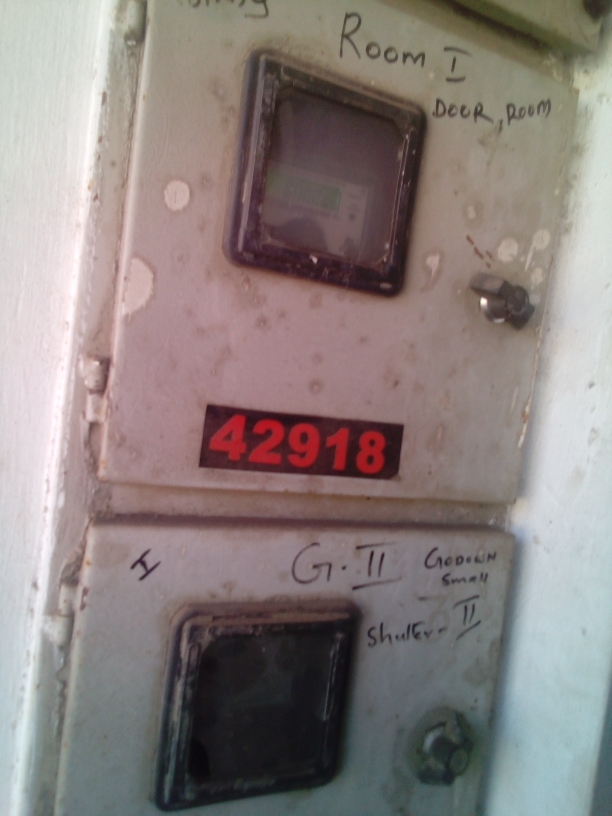 Room I
DOOR, ROOM
42918
I
G. II
GODOWN
Small
Shutter-II